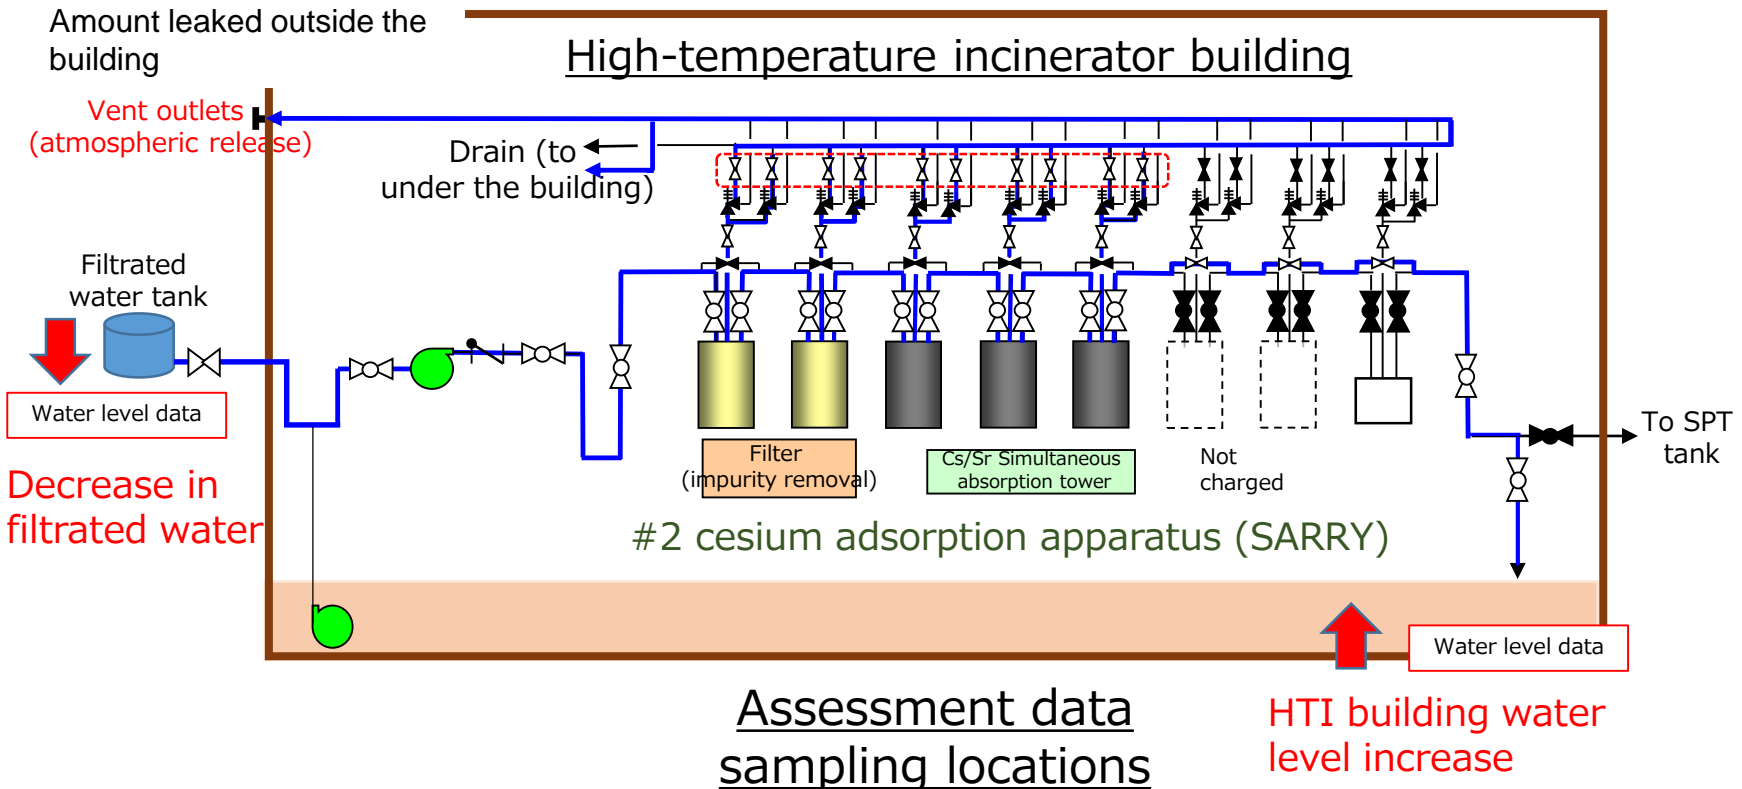 Amount leaked outside the
building
High-temperature incinerator building
Vent outlets
(atmospheric release)
Drain (to
under the building)
Filtrated
water tank
Water level data
Decrease in
filtrated water
Filter
(impurity removal)
Cs/Sr Simultaneous
absorption tower
Not
charged
To SPT
tank
#2 cesium adsorption apparatus (SARRY)
Water level data
HTI building water
level increase
Assessment data
sampling locations